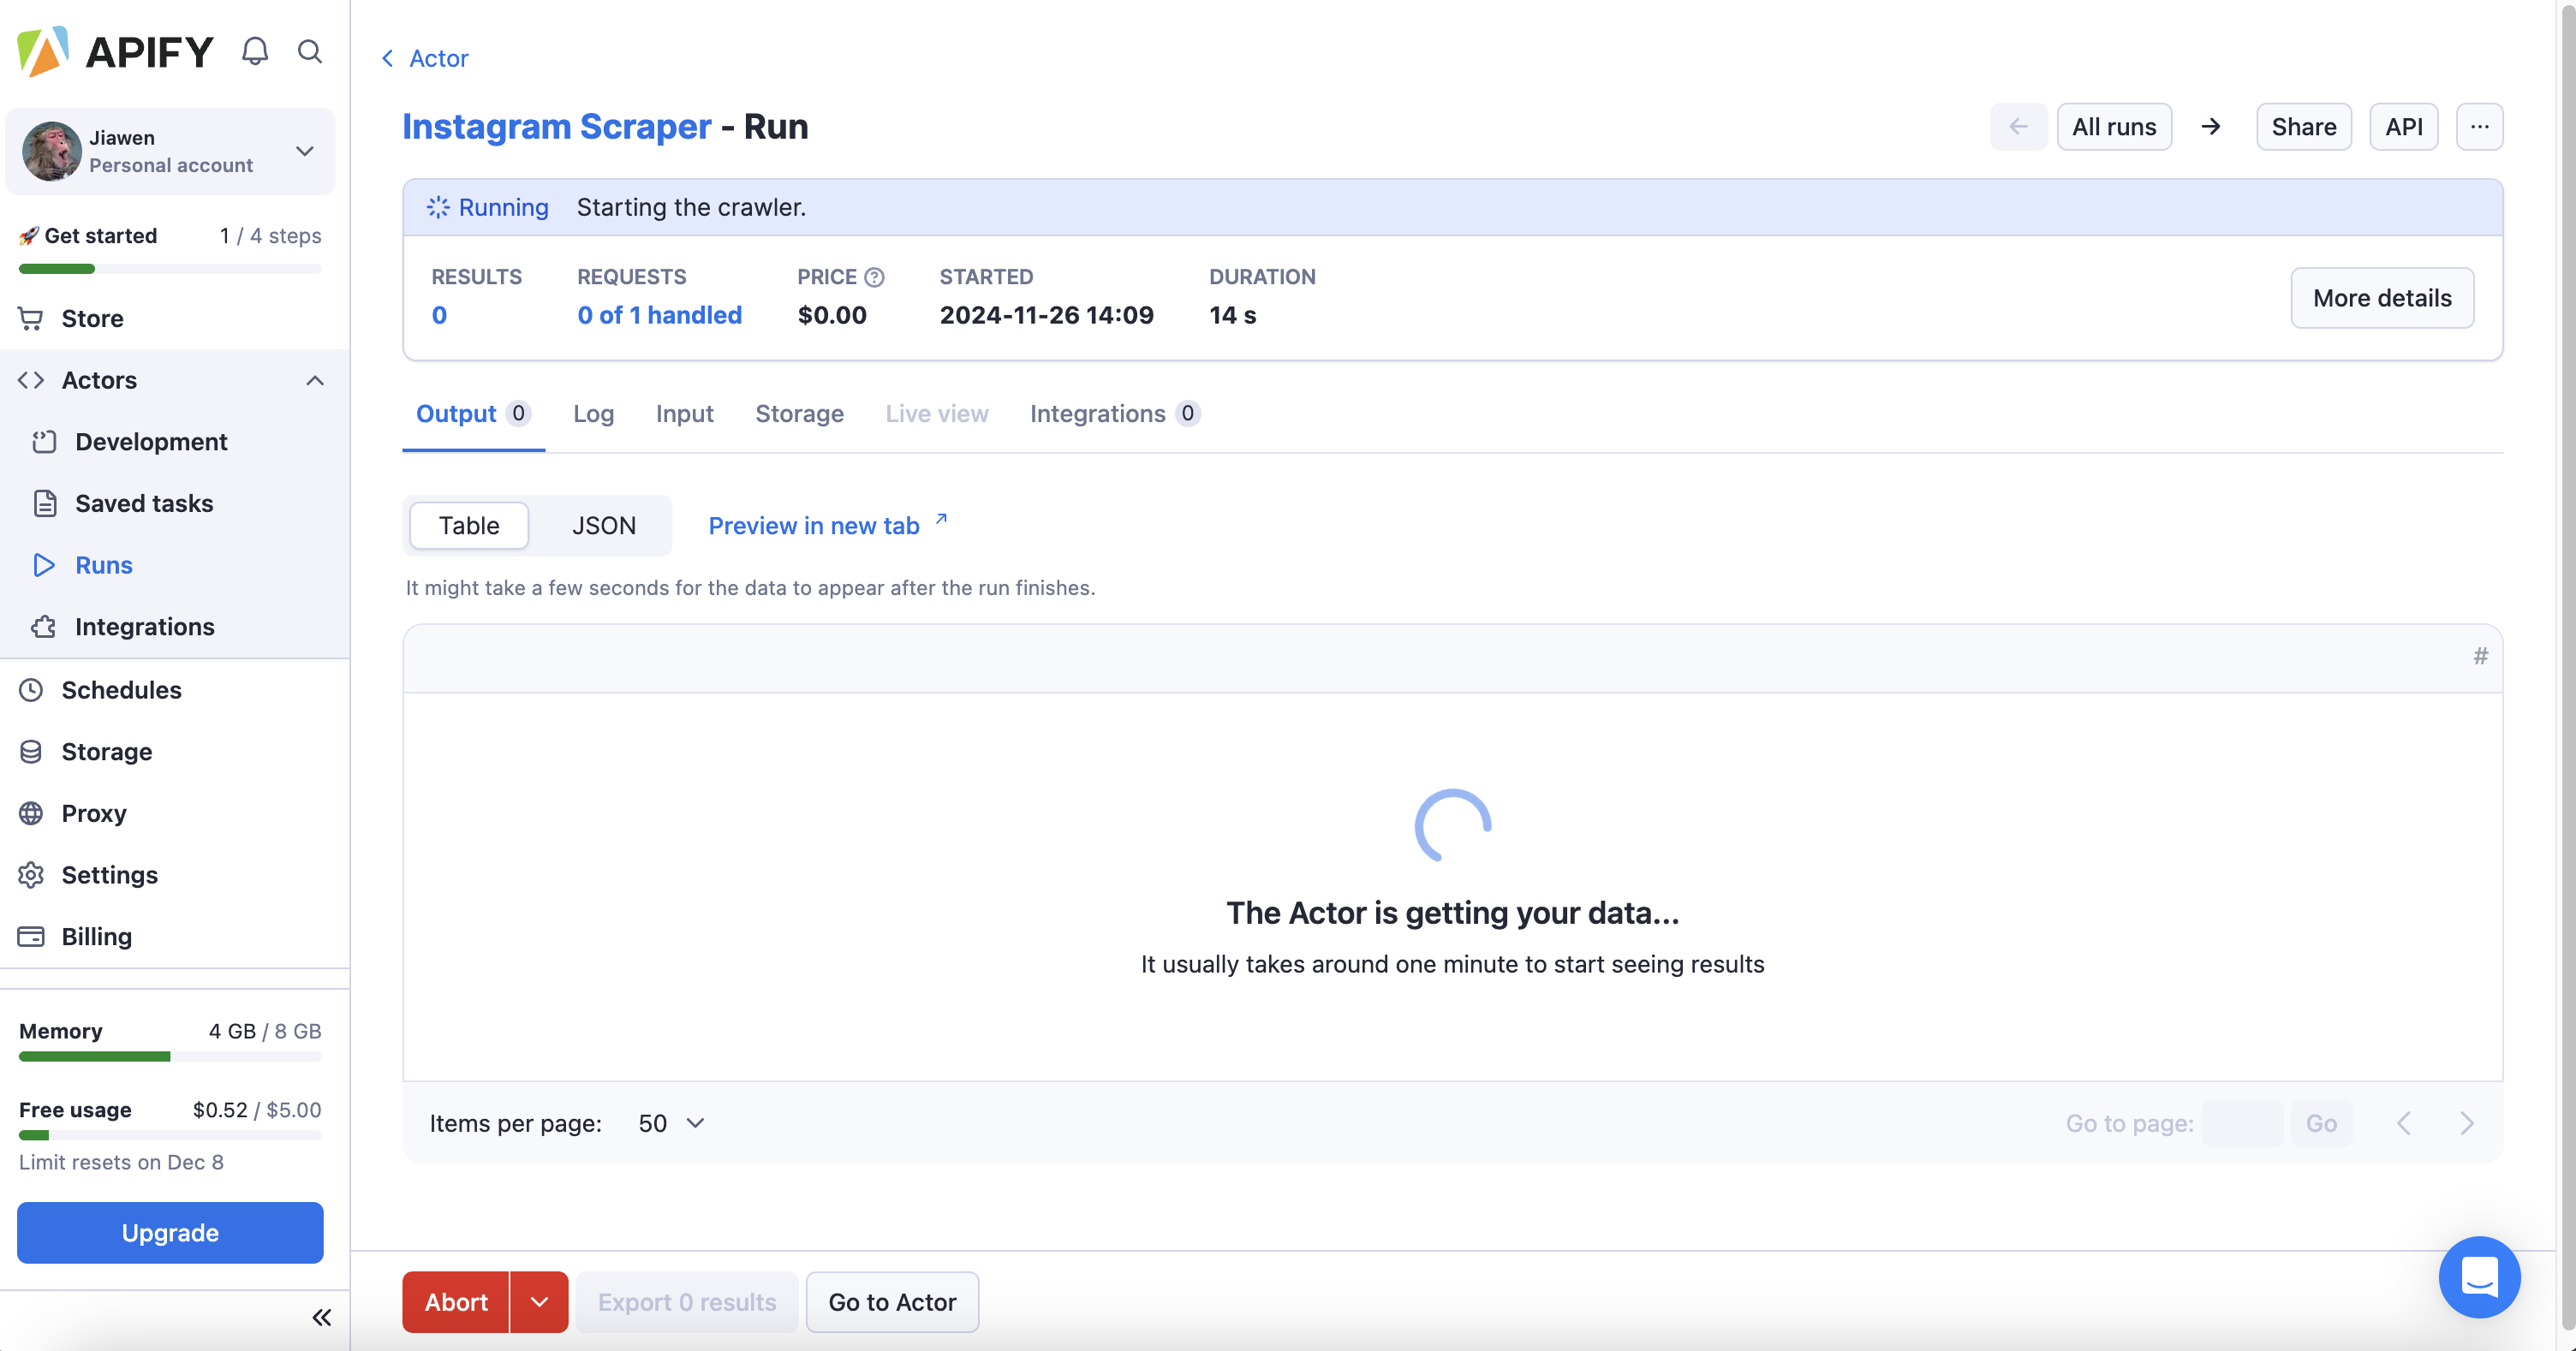 APIFY
Jiawen
Personal account
🚀 Get started 1 / 4 steps
Store
Actors
Development
Saved tasks
Runs
Integrations
Schedules
Storage
Proxy
Settings
Billing
Memory 4 GB / 8 GB
Free usage $0.52 / $5.00
Limit resets on Dec 8
Upgrade
Actor
Instagram Scraper - Run
All runs
Share
API
Running Starting the crawler.
RESULTS REQUESTS PRICE STARTED DURATION
0 0 of 1 handled $0.00 2024-11-26 14:09 14 s
More details
Output 0 Log Input Storage Live view Integrations 0
Table JSON Preview in new tab
It might take a few seconds for the data to appear after the run finishes.
#
The Actor is getting your data...
It usually takes around one minute to start seeing results
Items per page: 50 Go to page: Go
Abort Export 0 results Go to Actor